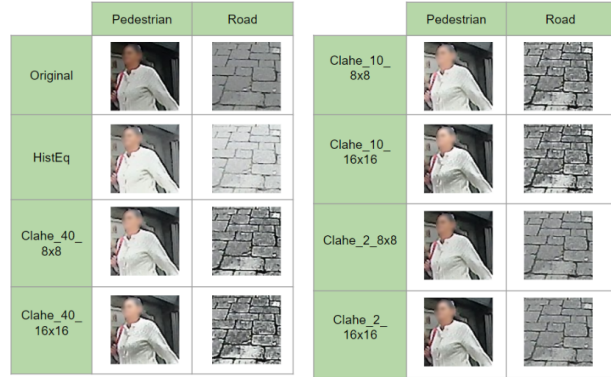 Pedestrian Road
Original
HistEq
Clahe_40_
8x8
Clahe_40_
16x16
Pedestrian Road
Clahe_10_
8x8
Clahe_10_
16x16
Clahe_2_8x8
Clahe_2_
16x16